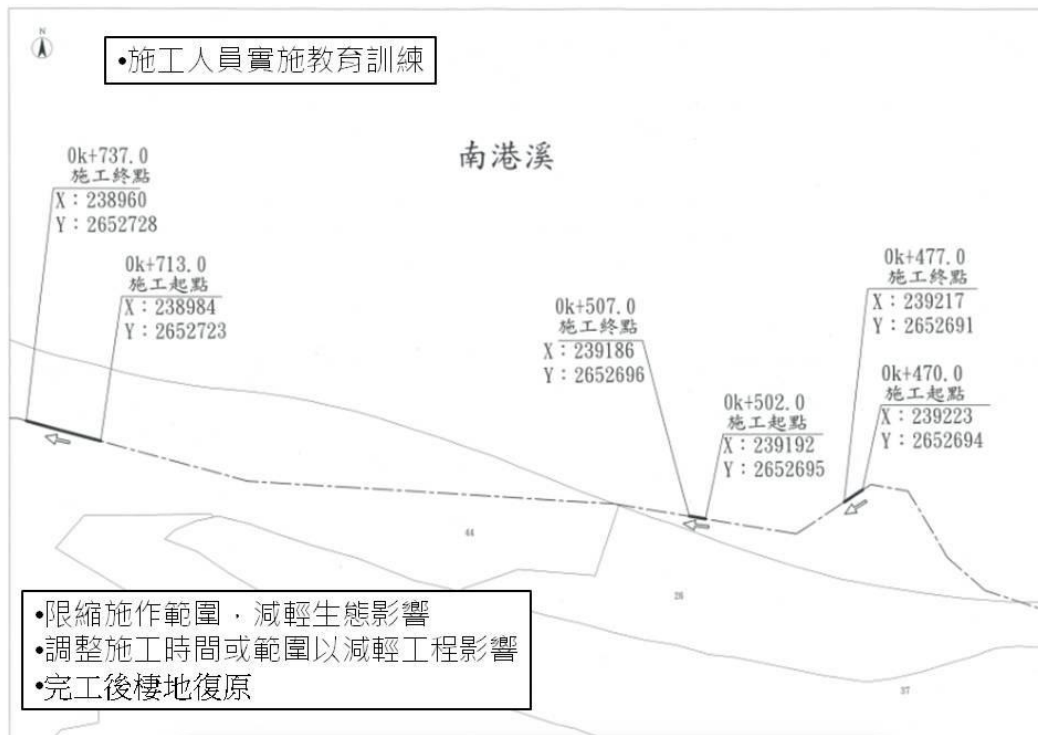 N
•施工人員實施教育訓練
南港溪
0k+737.0
施工終點
X：238960
Y：2652728
0k+713.0
施工起點
X：238984
Y：2652723
0k+507.0
施工終點
X：239186
Y：2652696
0k+502.0
施工起點
X：239192
Y：2652695
0k+477.0
施工終點
X：239217
Y：2652691
0k+470.0
施工起點
X：239223
Y：2652694
44
26
37
•限縮施作範圍，減輕生態影響
•調整施工時間或範圍以減輕工程影響
•完工後棲地復原